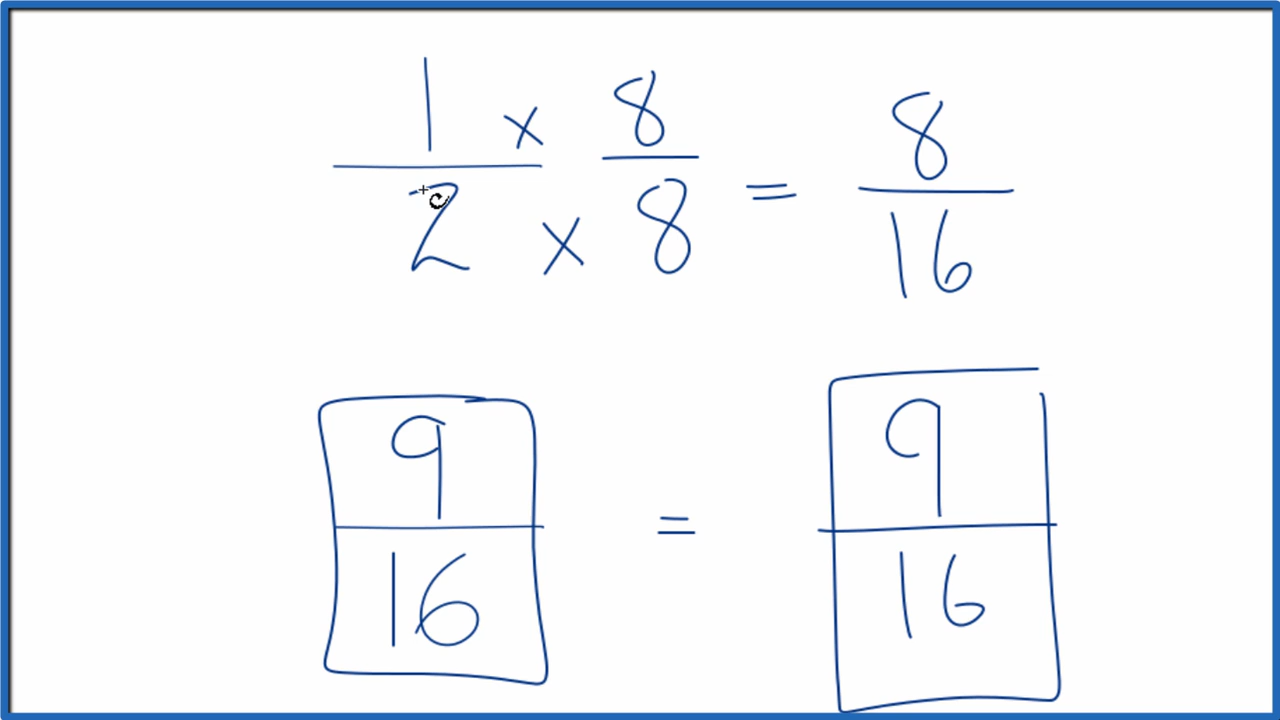 1 x 8 8
2 x 8 = 16
9 9
16 = 16